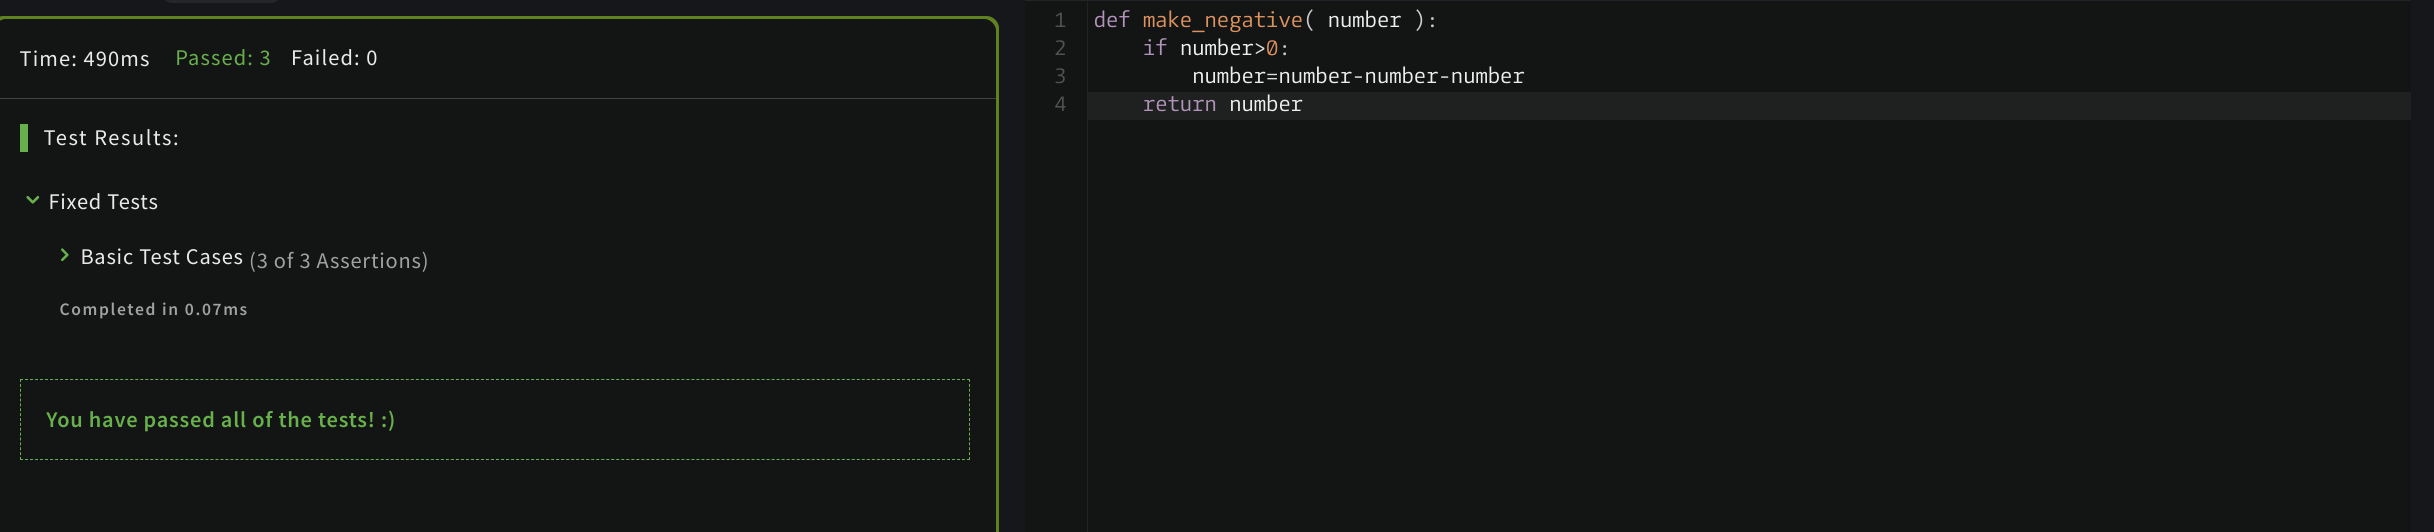 Time: 490ms Passed: 3 Failed: 0
Test Results:
Fixed Tests
Basic Test Cases (3 of 3 Assertions)
Completed in 0.07ms
You have passed all of the tests! :)
1 def make_negative( number ):
2     if number>0:
3         number=number-number-number
4     return number